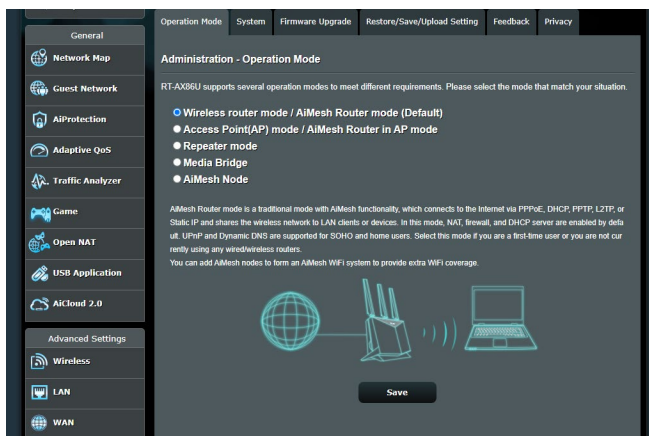 Operation Mode System Firmware Upgrade Restore/Save/Upload Setting Feedback Privacy
General
Network Map
Guest Network
AiProtection
Adaptive QoS
Traffic Analyzer
Game
Open NAT
USB Application
AiCloud 2.0
Advanced Settings
Wireless
LAN
WAN
Administration - Operation Mode
RT-AX86U supports several operation modes to meet different requirements. Please select the mode that match your situation.
Wireless router mode / AiMesh Router mode (Default)
Access Point(AP) mode / AiMesh Router in AP mode
Repeater mode
Media Bridge
AiMesh Node
AiMesh Router mode is a traditional mode with AiMesh functionality, which connects to the Internet via PPPoE, DHCP, PPTP, L2TP, or
Static IP and shares the wireless network to LAN clients or devices. In this mode, NAT, firewall, and DHCP server are enabled by defa
ult. UPnP and Dynamic DNS are supported for SOHO and home users. Select this mode if you are a first-time user or you are not cur
rently using any wired/wireless routers.
You can add AiMesh nodes to form an AiMesh WiFi system to provide extra WiFi coverage.
Save